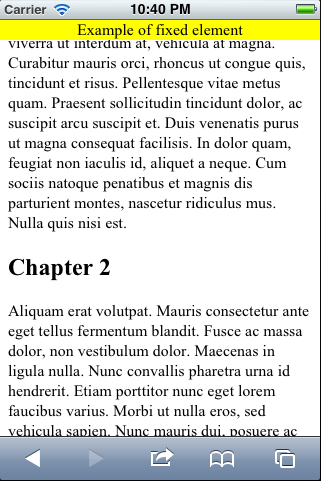 Carrier 10:40 PM
Example of fixed element
viverra ut interdum at, vehicula at magna.
Curabitur mauris orci, rhoncus ut congue quis,
tincidunt et risus. Pellentesque vitae metus
quam. Praesent sollicitudin tincidunt dolor, ac
suscipit arcu suscipit et. Duis venenatis purus
ut magna consequat facilisis. In dolor quam,
feugiat non iaculis id, aliquet a neque. Cum
sociis natoque penatibus et magnis dis
parturient montes, nascetur ridiculus mus.
Nulla quis nisi est.
Chapter 2
Aliquam erat volutpat. Mauris consectetur ante
eget tellus fermentum blandit. Fusce ac massa
dolor, non vestibulum dolor. Maecenas in
ligula nulla. Nunc convallis pharetra urna id
hendrerit. Etiam porttitor nunc eget lorem
faucibus varius. Morbi ut nulla eros, sed
vehicula sapien. Nunc mauris dui, posuere ac